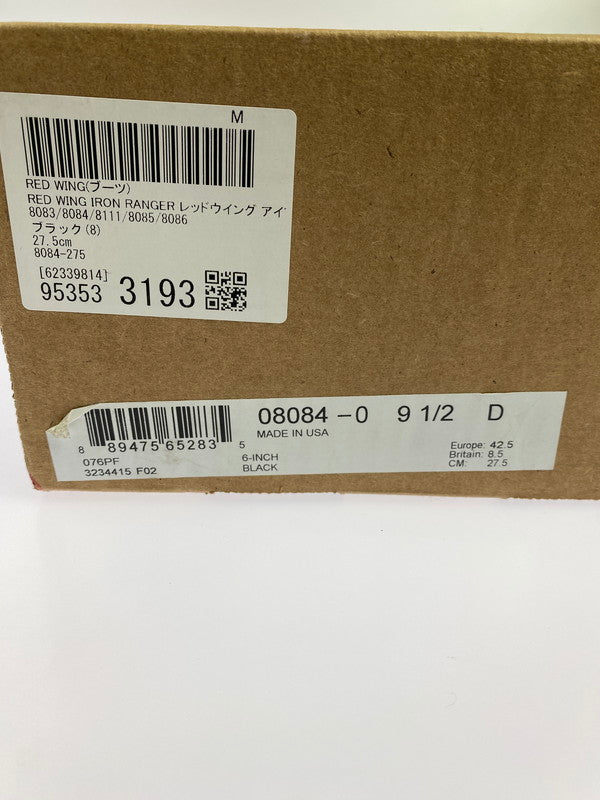 M
RED WING(ブーツ)
RED WING IRON RANGER レッドウイング アイ
8083/8084/8111/8085/8086
ブラック(8)
27.5cm
8084-275
[62339814]
95353 3193
08084 -0 9 1/2 D
MADE IN USA
8 89475 65283 5
076PF
3234415 F02
6-INCH
BLACK
Europe: 42.5
Britain: 8.5
CM: 27.5